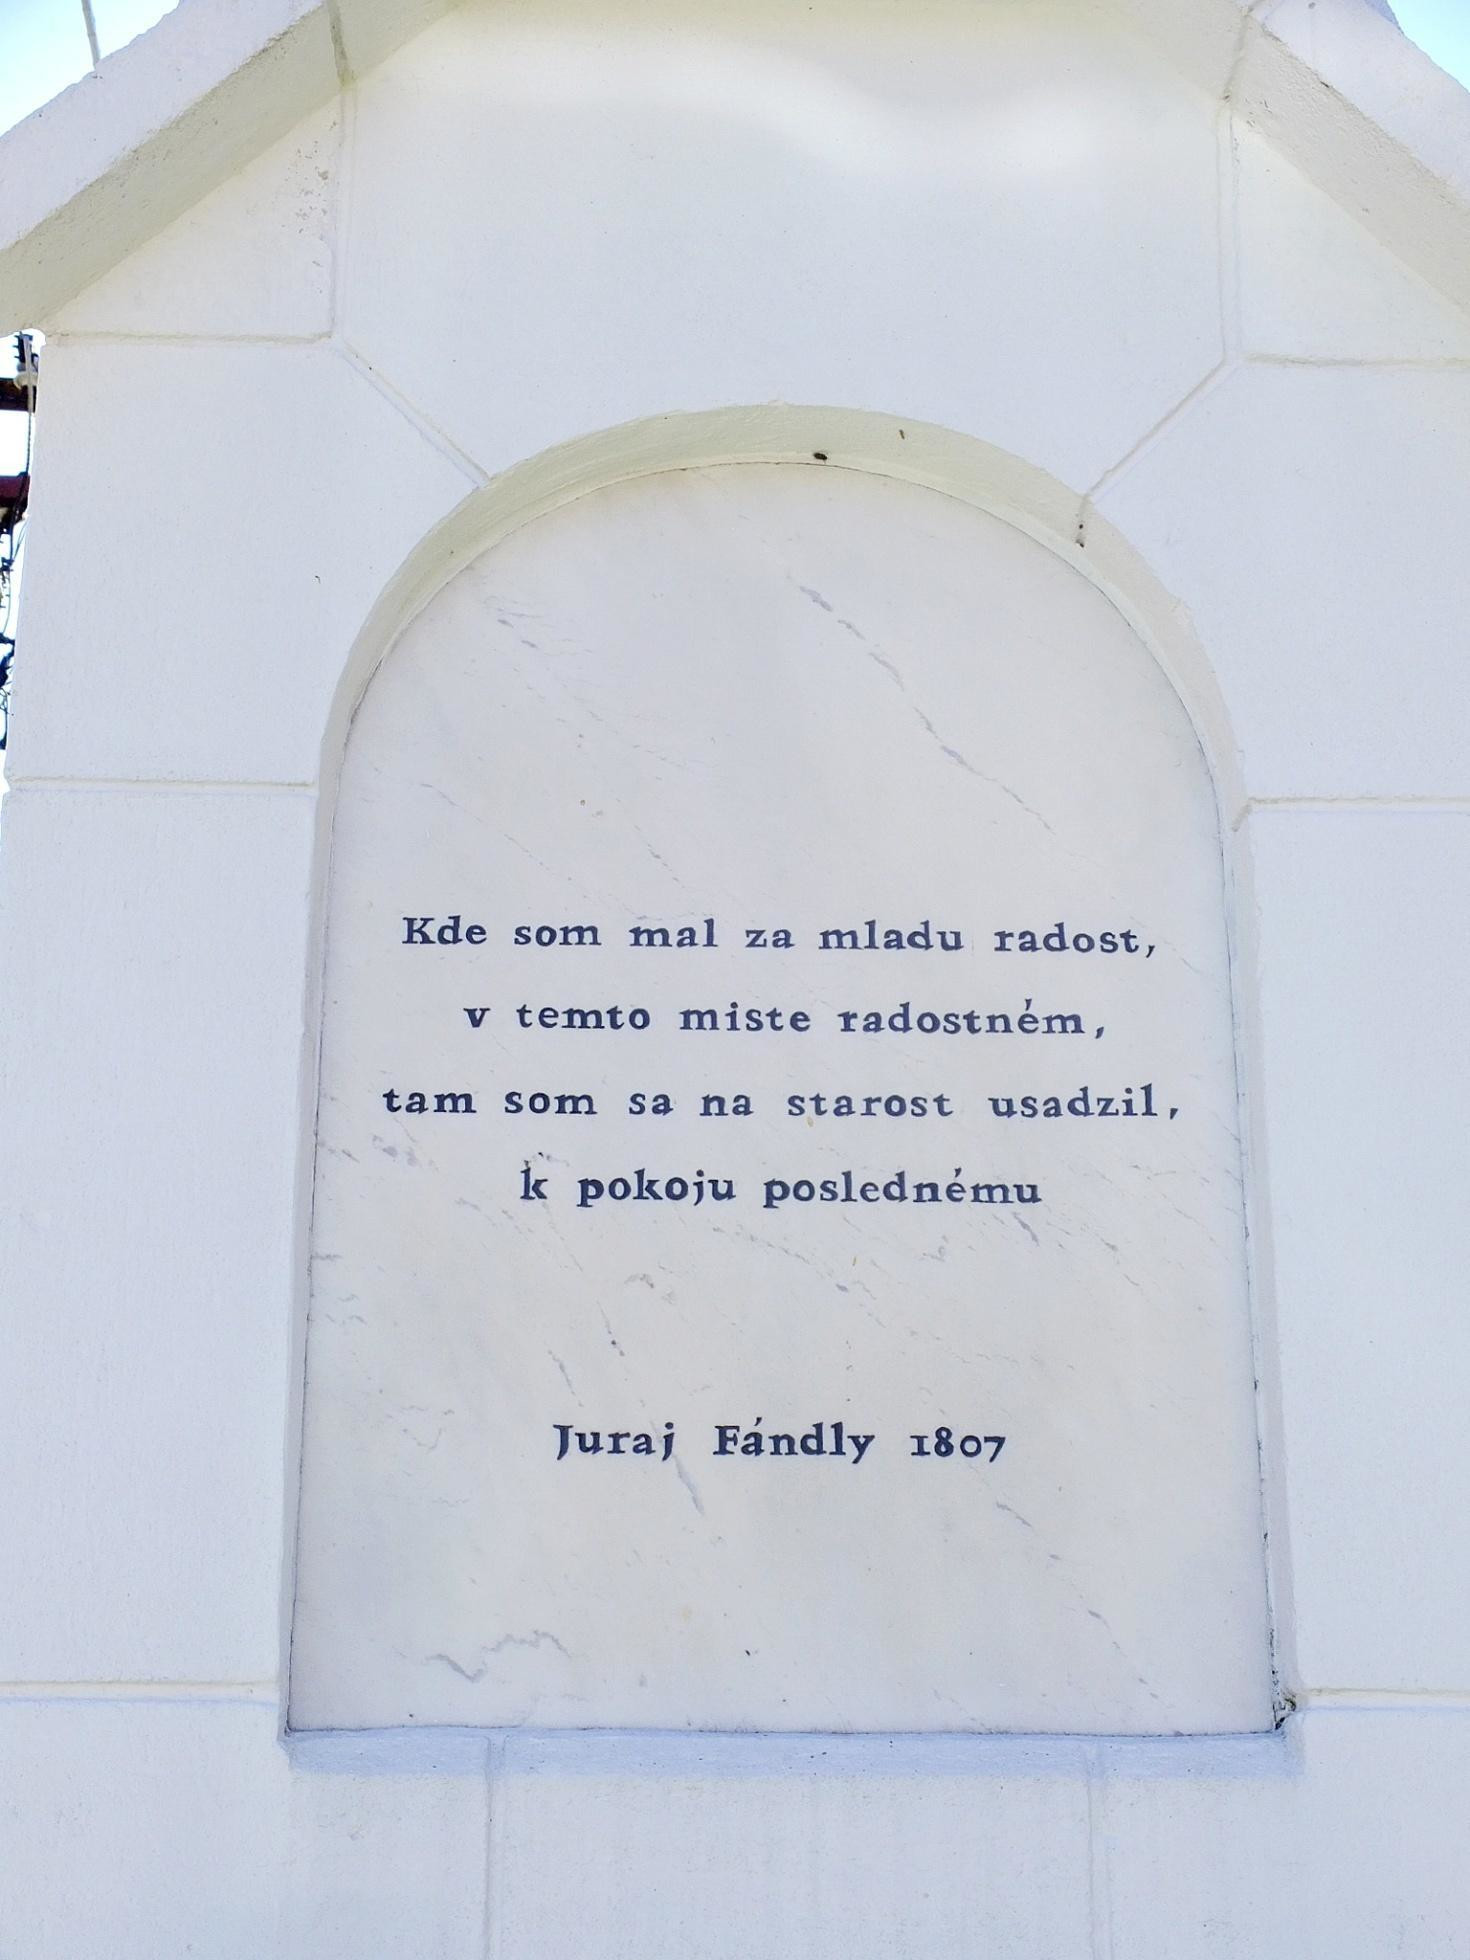 Kde som mal za mladu radost,
v temto miste radostném,
tam som sa na starost usadzil,
k pokoju poslednému
Juraj Fándly 1807